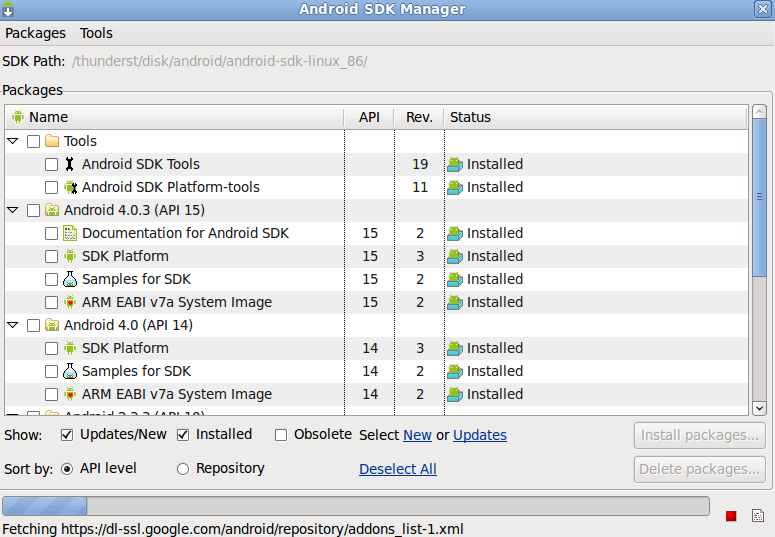 Android SDK Manager
Packages Tools
SDK Path: /thunderst/disk/android/android-sdk-linux_86/
Packages
Name API Rev. Status
Tools
Android SDK Tools 19 Installed
Android SDK Platform-tools 11 Installed
Android 4.0.3 (API 15)
Documentation for Android SDK 15 2 Installed
SDK Platform 15 3 Installed
Samples for SDK 15 2 Installed
ARM EABI v7a System Image 15 2 Installed
Android 4.0 (API 14)
SDK Platform 14 3 Installed
Samples for SDK 14 2 Installed
ARM EABI v7a System Image 14 2 Installed
Show: Updates/New Installed Obsolete Select New or Updates Install packages...
Sort by: API level Repository Deselect All Delete packages...
Fetching https://dl-ssl.google.com/android/repository/addons_list-1.xml